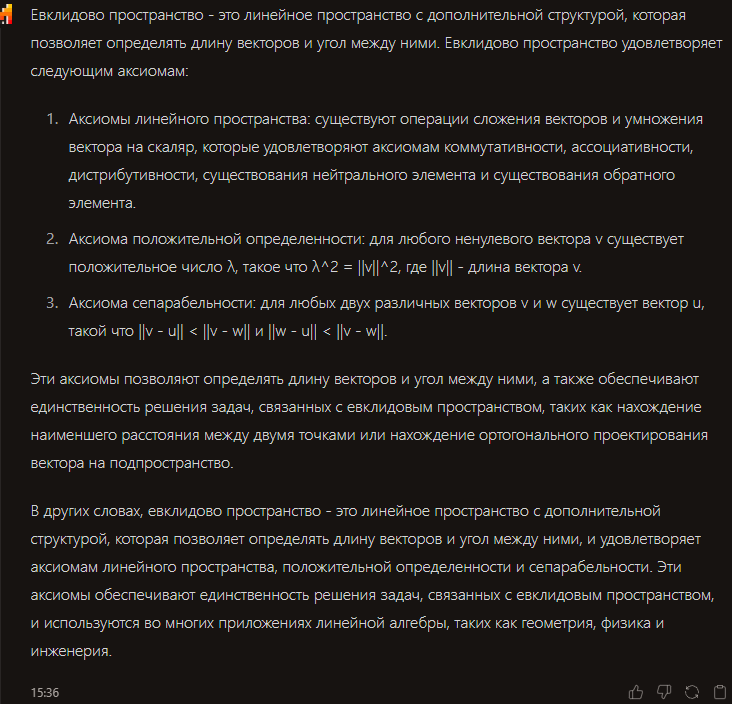 Евклидово пространство - это линейное пространство с дополнительной структурой, которая
позволяет определять длину векторов и угол между ними. Евклидово пространство удовлетворяет
следующим аксиомам:
1. Аксиомы линейного пространства: существуют операции сложения векторов и умножения
вектора на скаляр, которые удовлетворяют аксиомам коммутативности, ассоциативности,
дистрибутивности, существования нейтрального элемента и существования обратного
элемента.
2. Аксиома положительной определенности: для любого ненулевого вектора v существует
положительное число λ, такое что λ^2 = ||v||^2, где ||v|| - длина вектора v.
3. Аксиома сепарабельности: для любых двух различных векторов v и w существует вектор u,
такой что ||v - u|| < ||v - w|| и ||w - u|| < ||v - w||.
Эти аксиомы позволяют определять длину векторов и угол между ними, а также обеспечивают
единственность решения задач, связанных с евклидовым пространством, таких как нахождение
наименшего расстояния между двумя точками или нахождение ортогонального проектирования
вектора на подпространство.
В других словах, евклидово пространство - это линейное пространство с дополнительной
структурой, которая позволяет определять длину векторов и угол между ними, и удовлетворяет
аксиомам линейного пространства, положительной определенности и сепарабельности. Эти
аксиомы обеспечивают единственность решения задач, связанных с евклидовым пространством,
и используются во многих приложениях линейной алгебры, таких как геометрия, физика и
инженерия.
15:36